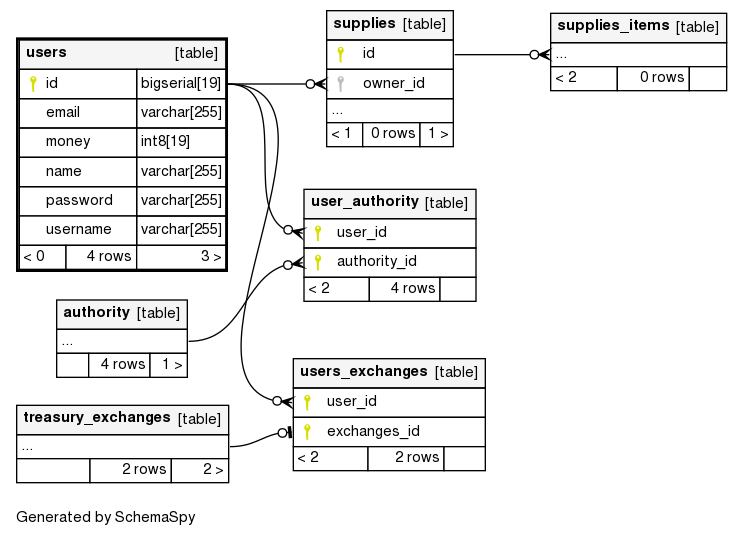 users [table]
id bigserial[19]
email varchar[255]
money int8[19]
name varchar[255]
password varchar[255]
username varchar[255]
< 0 4 rows 3 >
supplies [table]
id
owner_id
...
< 1 0 rows 1 >
supplies_items [table]
...
< 2 0 rows
user_authority [table]
user_id
authority_id
< 2 4 rows
authority [table]
...
4 rows 1 >
users_exchanges [table]
user_id
exchanges_id
< 2 2 rows
treasury_exchanges [table]
...
2 rows 2 >
Generated by SchemaSpy